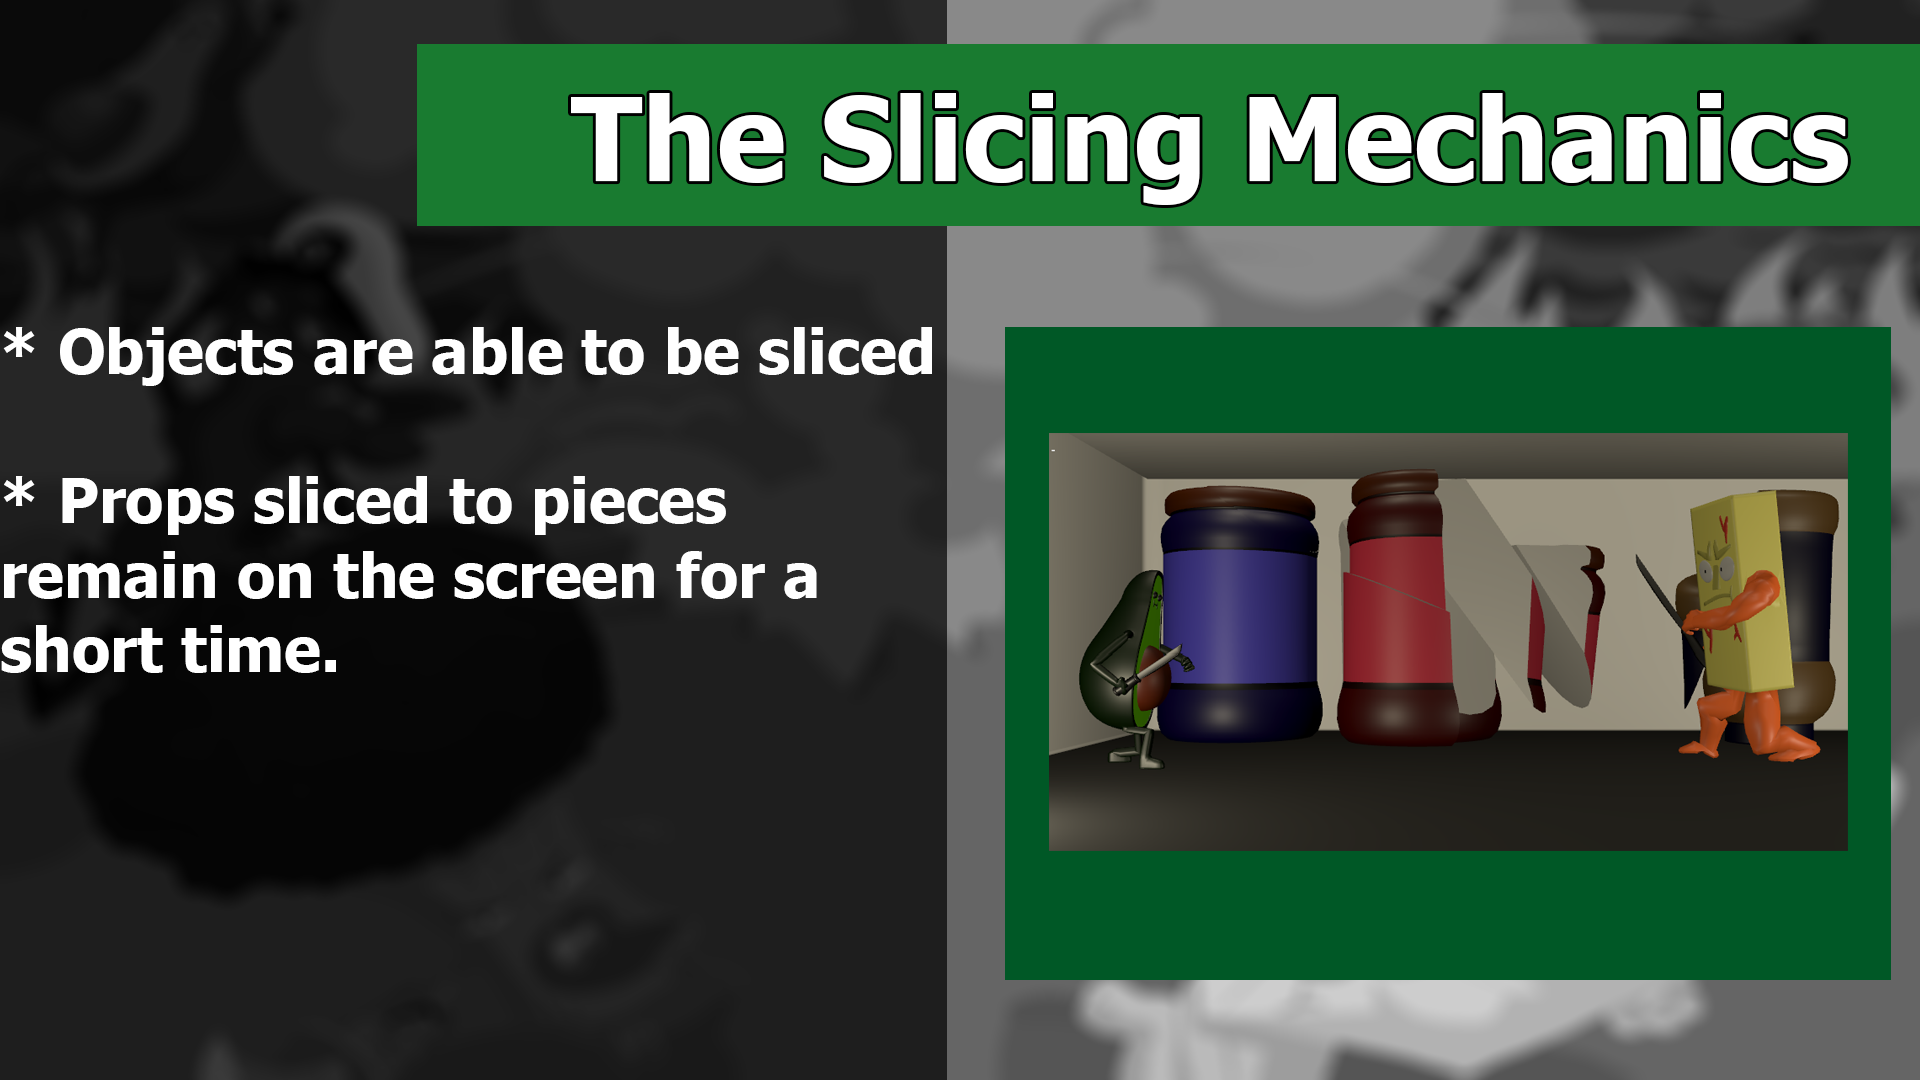 The Slicing Mechanics
* Objects are able to be sliced
* Props sliced to pieces
remain on the screen for a
short time.